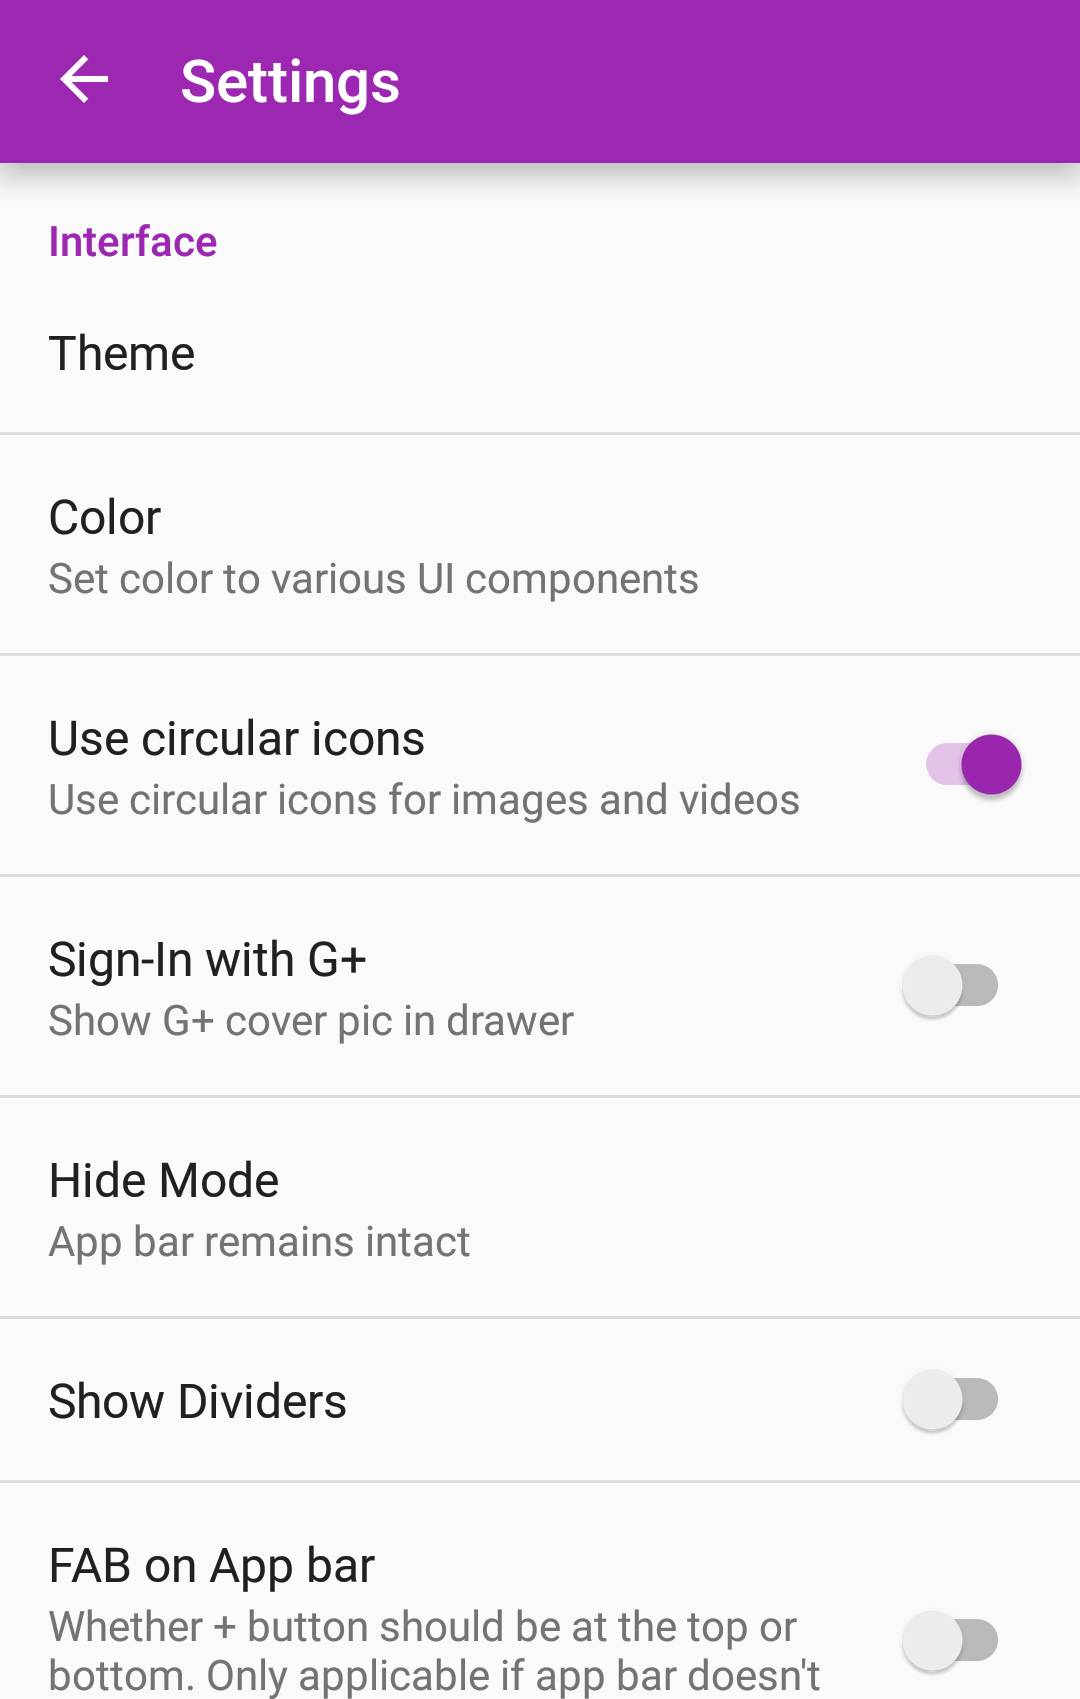 Settings
Interface
Theme
Color
Set color to various UI components
Use circular icons
Use circular icons for images and videos
Sign-In with G+
Show G+ cover pic in drawer
Hide Mode
App bar remains intact
Show Dividers
FAB on App bar
Whether + button should be at the top or
bottom. Only applicable if app bar doesn't